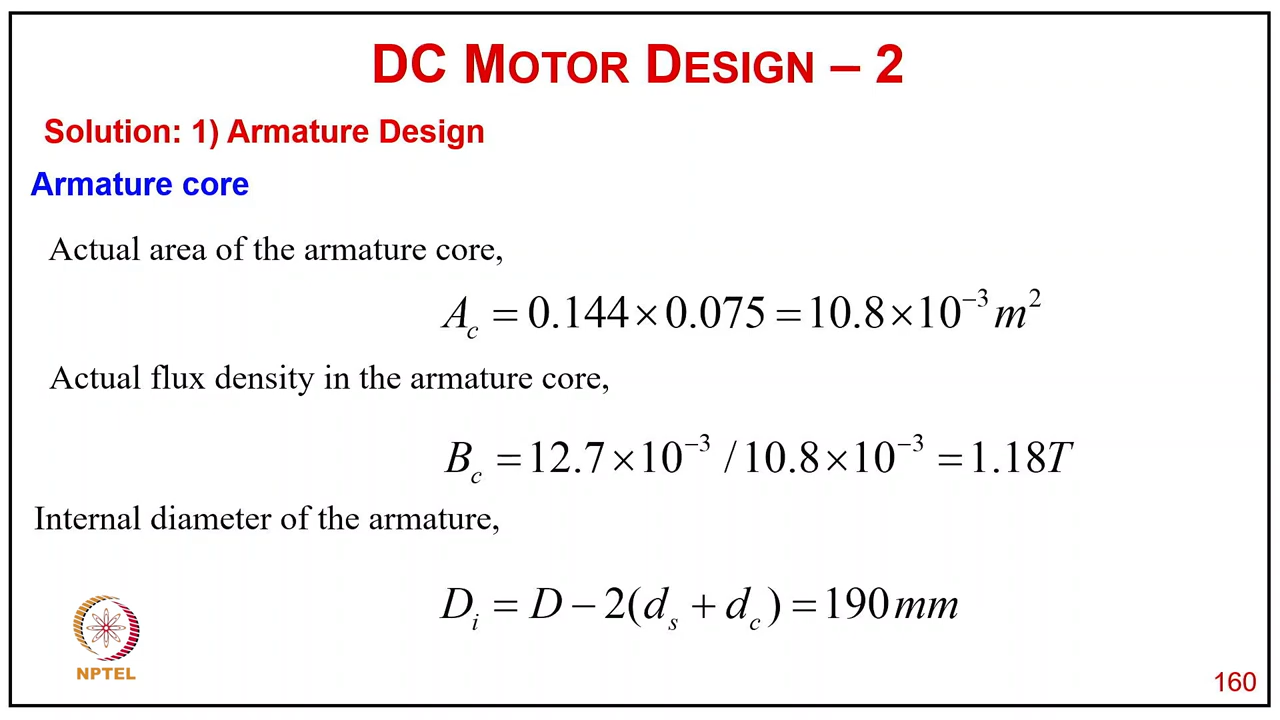 DC MOTOR DESIGN – 2
Solution: 1) Armature Design
Armature core
Actual area of the armature core,
A_c = 0.144 × 0.075 = 10.8 × 10^{-3} m^2
Actual flux density in the armature core,
B_c = 12.7 × 10^{-3} / 10.8 × 10^{-3} = 1.18T
Internal diameter of the armature,
D_i = D − 2(d_s + d_c) = 190 mm
NPTEL
160